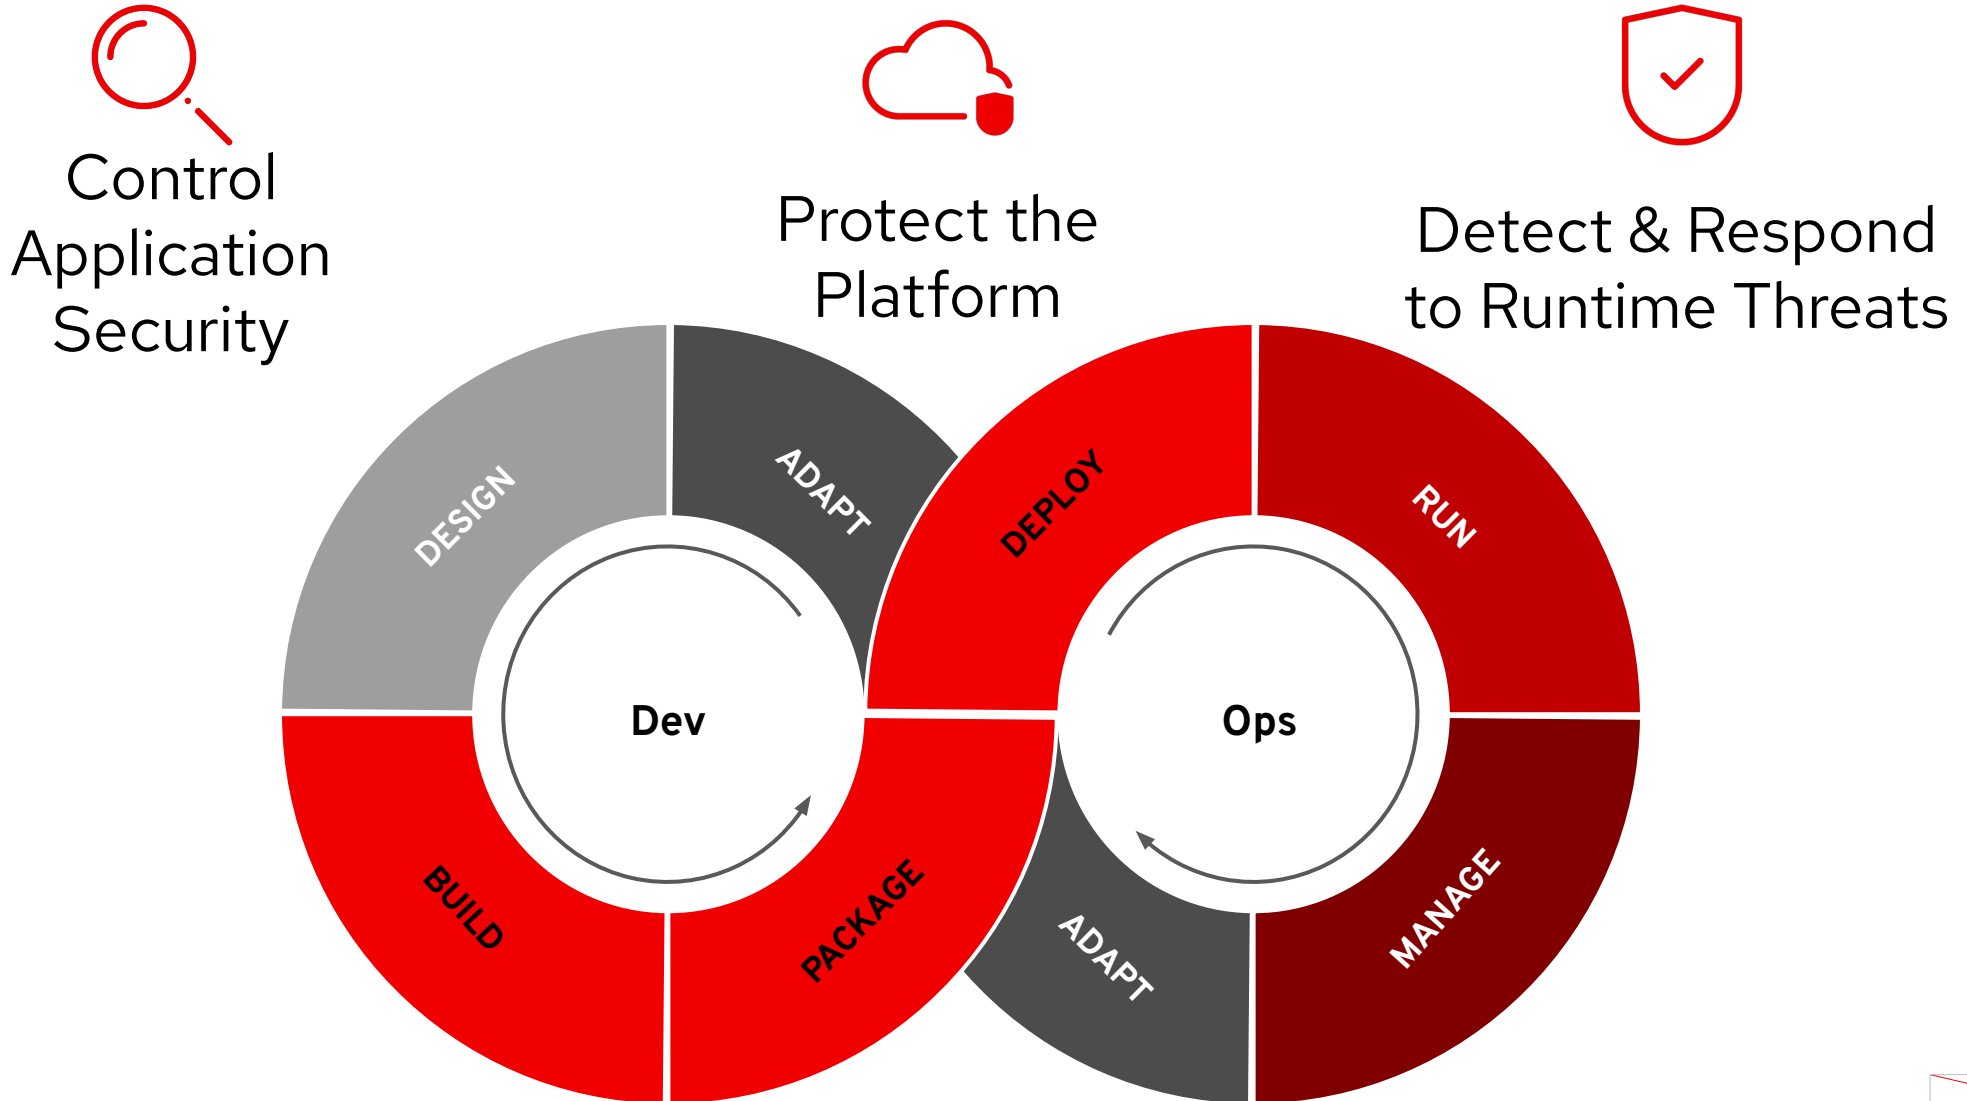 Control
Application
Security
Protect the
Platform
Detect & Respond
to Runtime Threats
DESIGN
ADAPT
DEPLOY
RUN
Dev
Ops
BUILD
PACKAGE
ADAPT
MANAGE